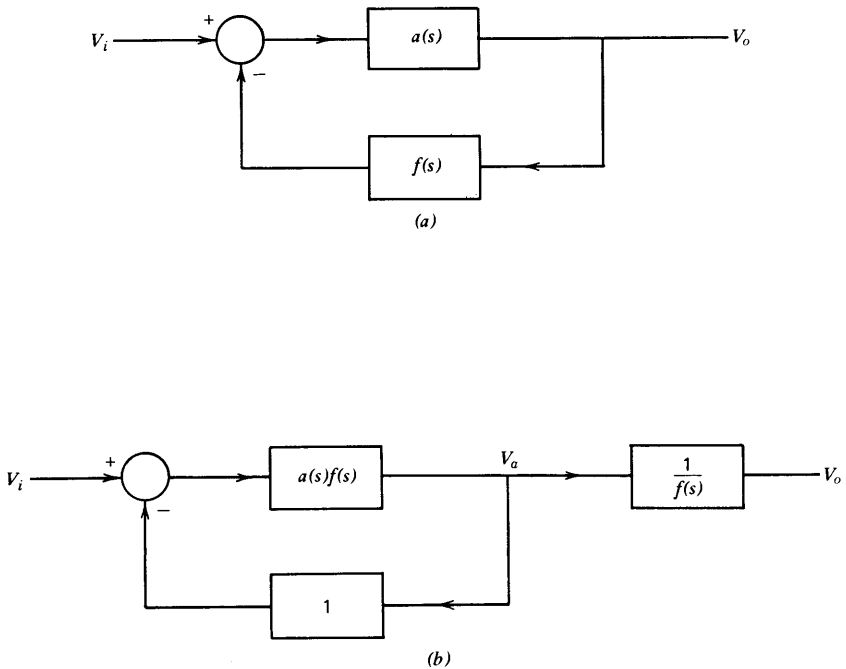 +
V_i
a(s)
V_o
−
f(s)
(a)
+
V_a
V_i
a(s)f(s)
1
f(s)
V_o
−
1
(b)